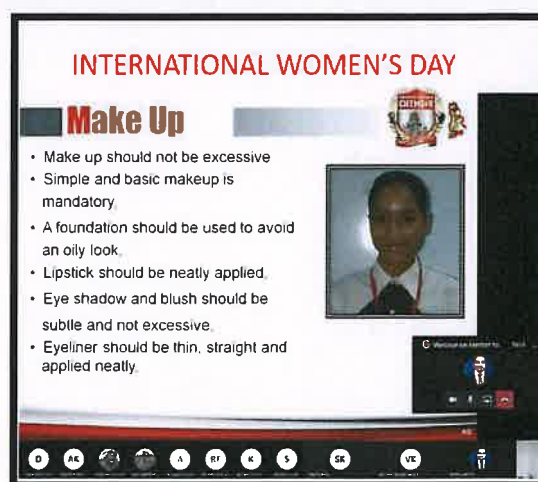 INTERNATIONAL WOMEN'S DAY
Make Up
• Make up should not be excessive
• Simple and basic makeup is
mandatory.
• A foundation should be used to avoid
an oily look.
• Lipstick should be neatly applied.
• Eye shadow and blush should be
subtle and not excessive.
• Eyeliner should be thin, straight and
applied neatly.
D
AK
A
K
S
SK
VK